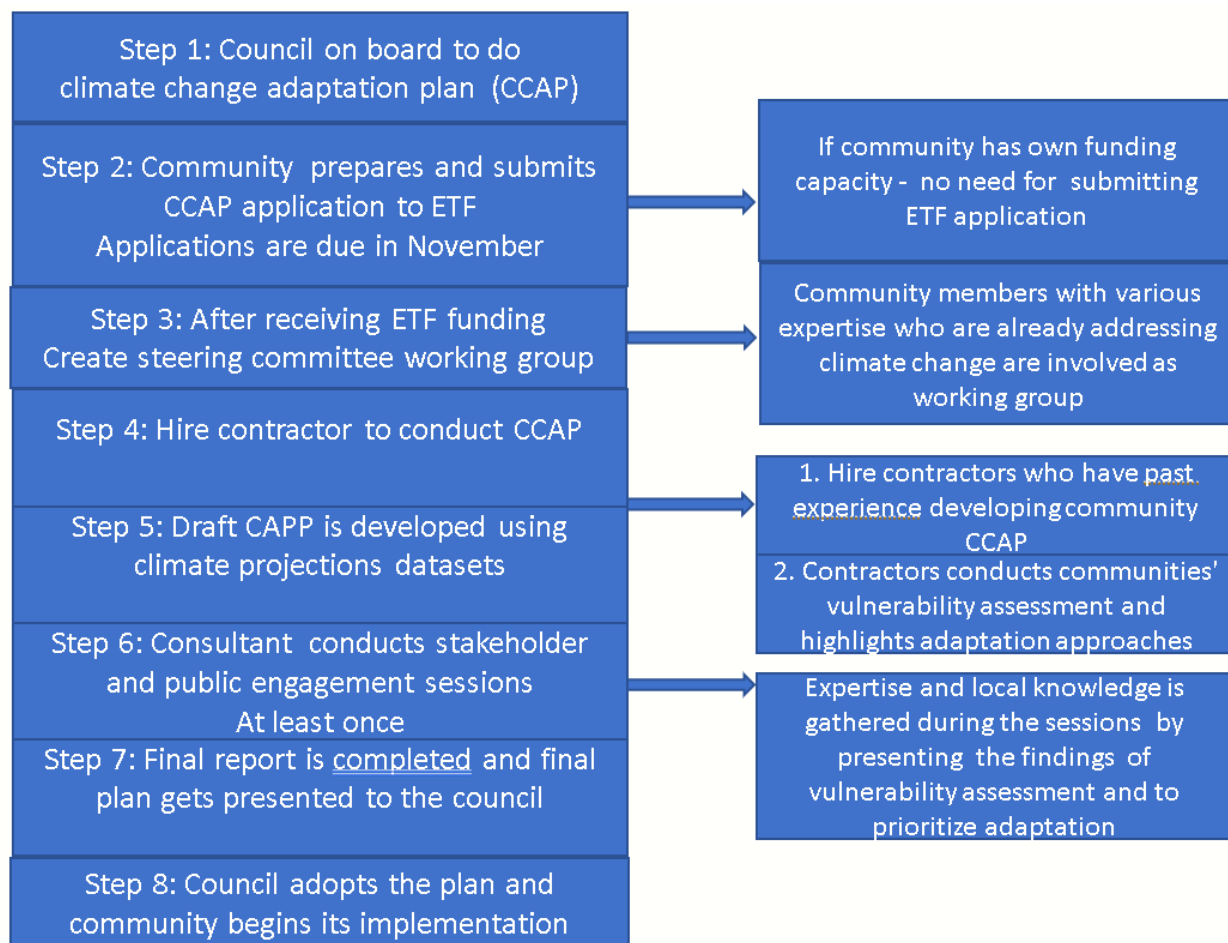 Step 1: Council on board to do
climate change adaptation plan (CCAP)
Step 2: Community prepares and submits
CCAP application to ETF
Applications are due in November
If community has own funding
capacity - no need for submitting
ETF application
Step 3: After receiving ETF funding
Create steering committee working group
Community members with various
expertise who are already addressing
climate change are involved as
working group
Step 4: Hire contractor to conduct CCAP
1. Hire contractors who have past
experience developing community
CCAP
Step 5: Draft CAPP is developed using
climate projections datasets
2. Contractors conducts communities'
vulnerability assessment and
highlights adaptation approaches
Step 6: Consultant conducts stakeholder
and public engagement sessions
At least once
Expertise and local knowledge is
gathered during the sessions by
presenting the findings of
vulnerability assessment and to
prioritize adaptation
Step 7: Final report is completed and final
plan gets presented to the council
Step 8: Council adopts the plan and
community begins its implementation